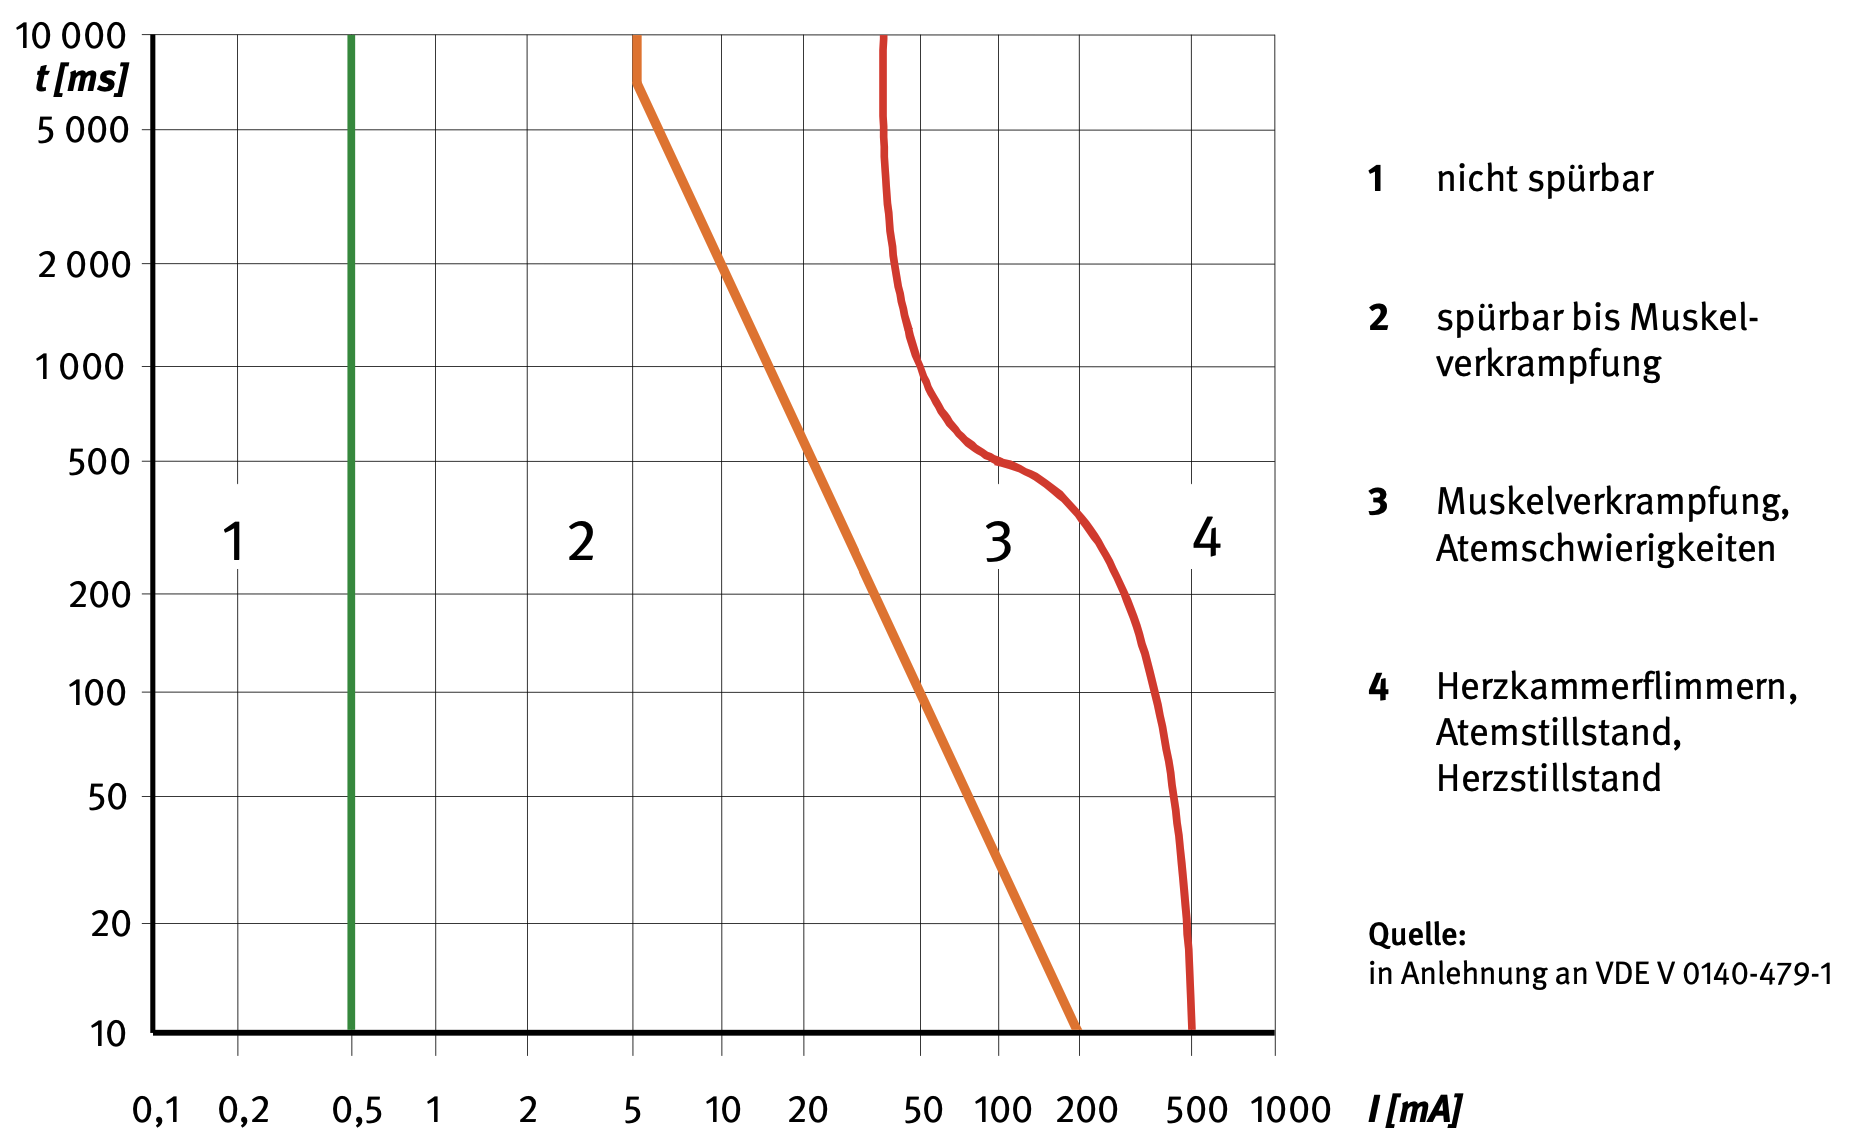 10 000
t [ms]
5 000
2 000
1 000
500
200
100
50
20
10
1
2
3
4
0,1 0,2 0,5 1 2 5 10 20 50 100 200 500 1000 I [mA]
1 nicht spürbar
2 spürbar bis Muskel-
verkrampfung
3 Muskelverkrampfung,
Atemschwierigkeiten
4 Herzkammerflimmern,
Atemstillstand,
Herzstillstand
Quelle:
in Anlehnung an VDE V 0140-479-1